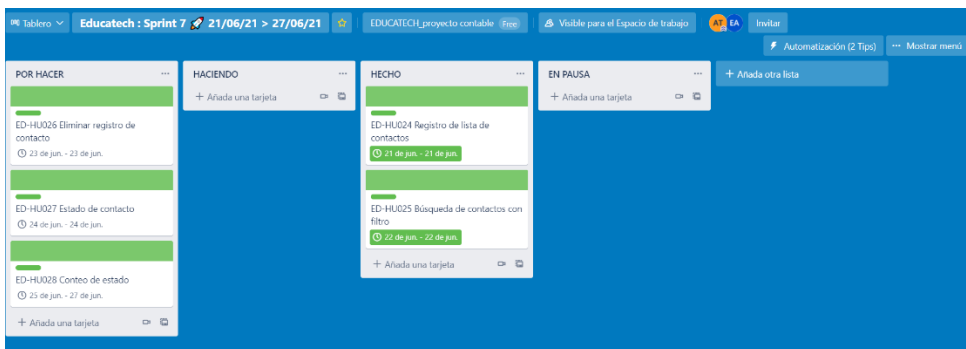 Tablero
Educatech : Sprint 7 🚀 21/06/21 > 27/06/21
EDUCATECH_proyecto contable Free
Visible para el Espacio de trabajo
AT EA
Invitar
Automatización (2 Tips)
... Mostrar menú
POR HACER ...
ED-HU026 Eliminar registro de
contacto
23 de jun. - 23 de jun.
ED-HU027 Estado de contacto
24 de jun. - 24 de jun.
ED-HU028 Conteo de estado
25 de jun. - 27 de jun.
+ Añada una tarjeta
HACIENDO ...
+ Añada una tarjeta
HECHO ...
ED-HU024 Registro de lista de
contactos
21 de jun. - 21 de jun.
ED-HU025 Búsqueda de contactos con
filtro
22 de jun. - 22 de jun.
+ Añada una tarjeta
EN PAUSA ...
+ Añada una tarjeta
+ Añada otra lista